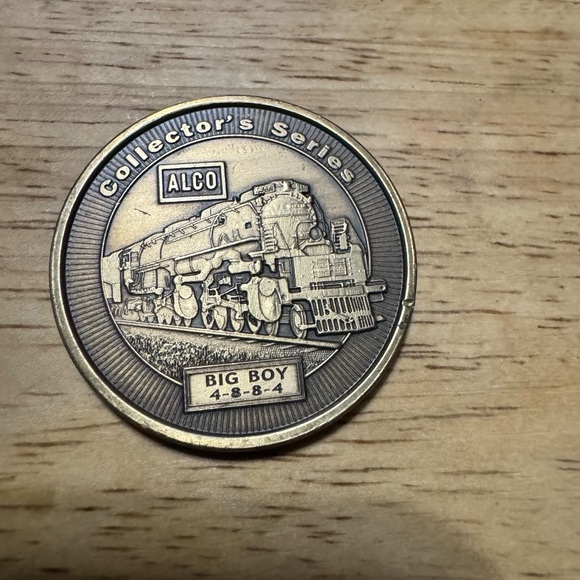 Collector's Series
ALCO
BIG BOY
4-8-8-4